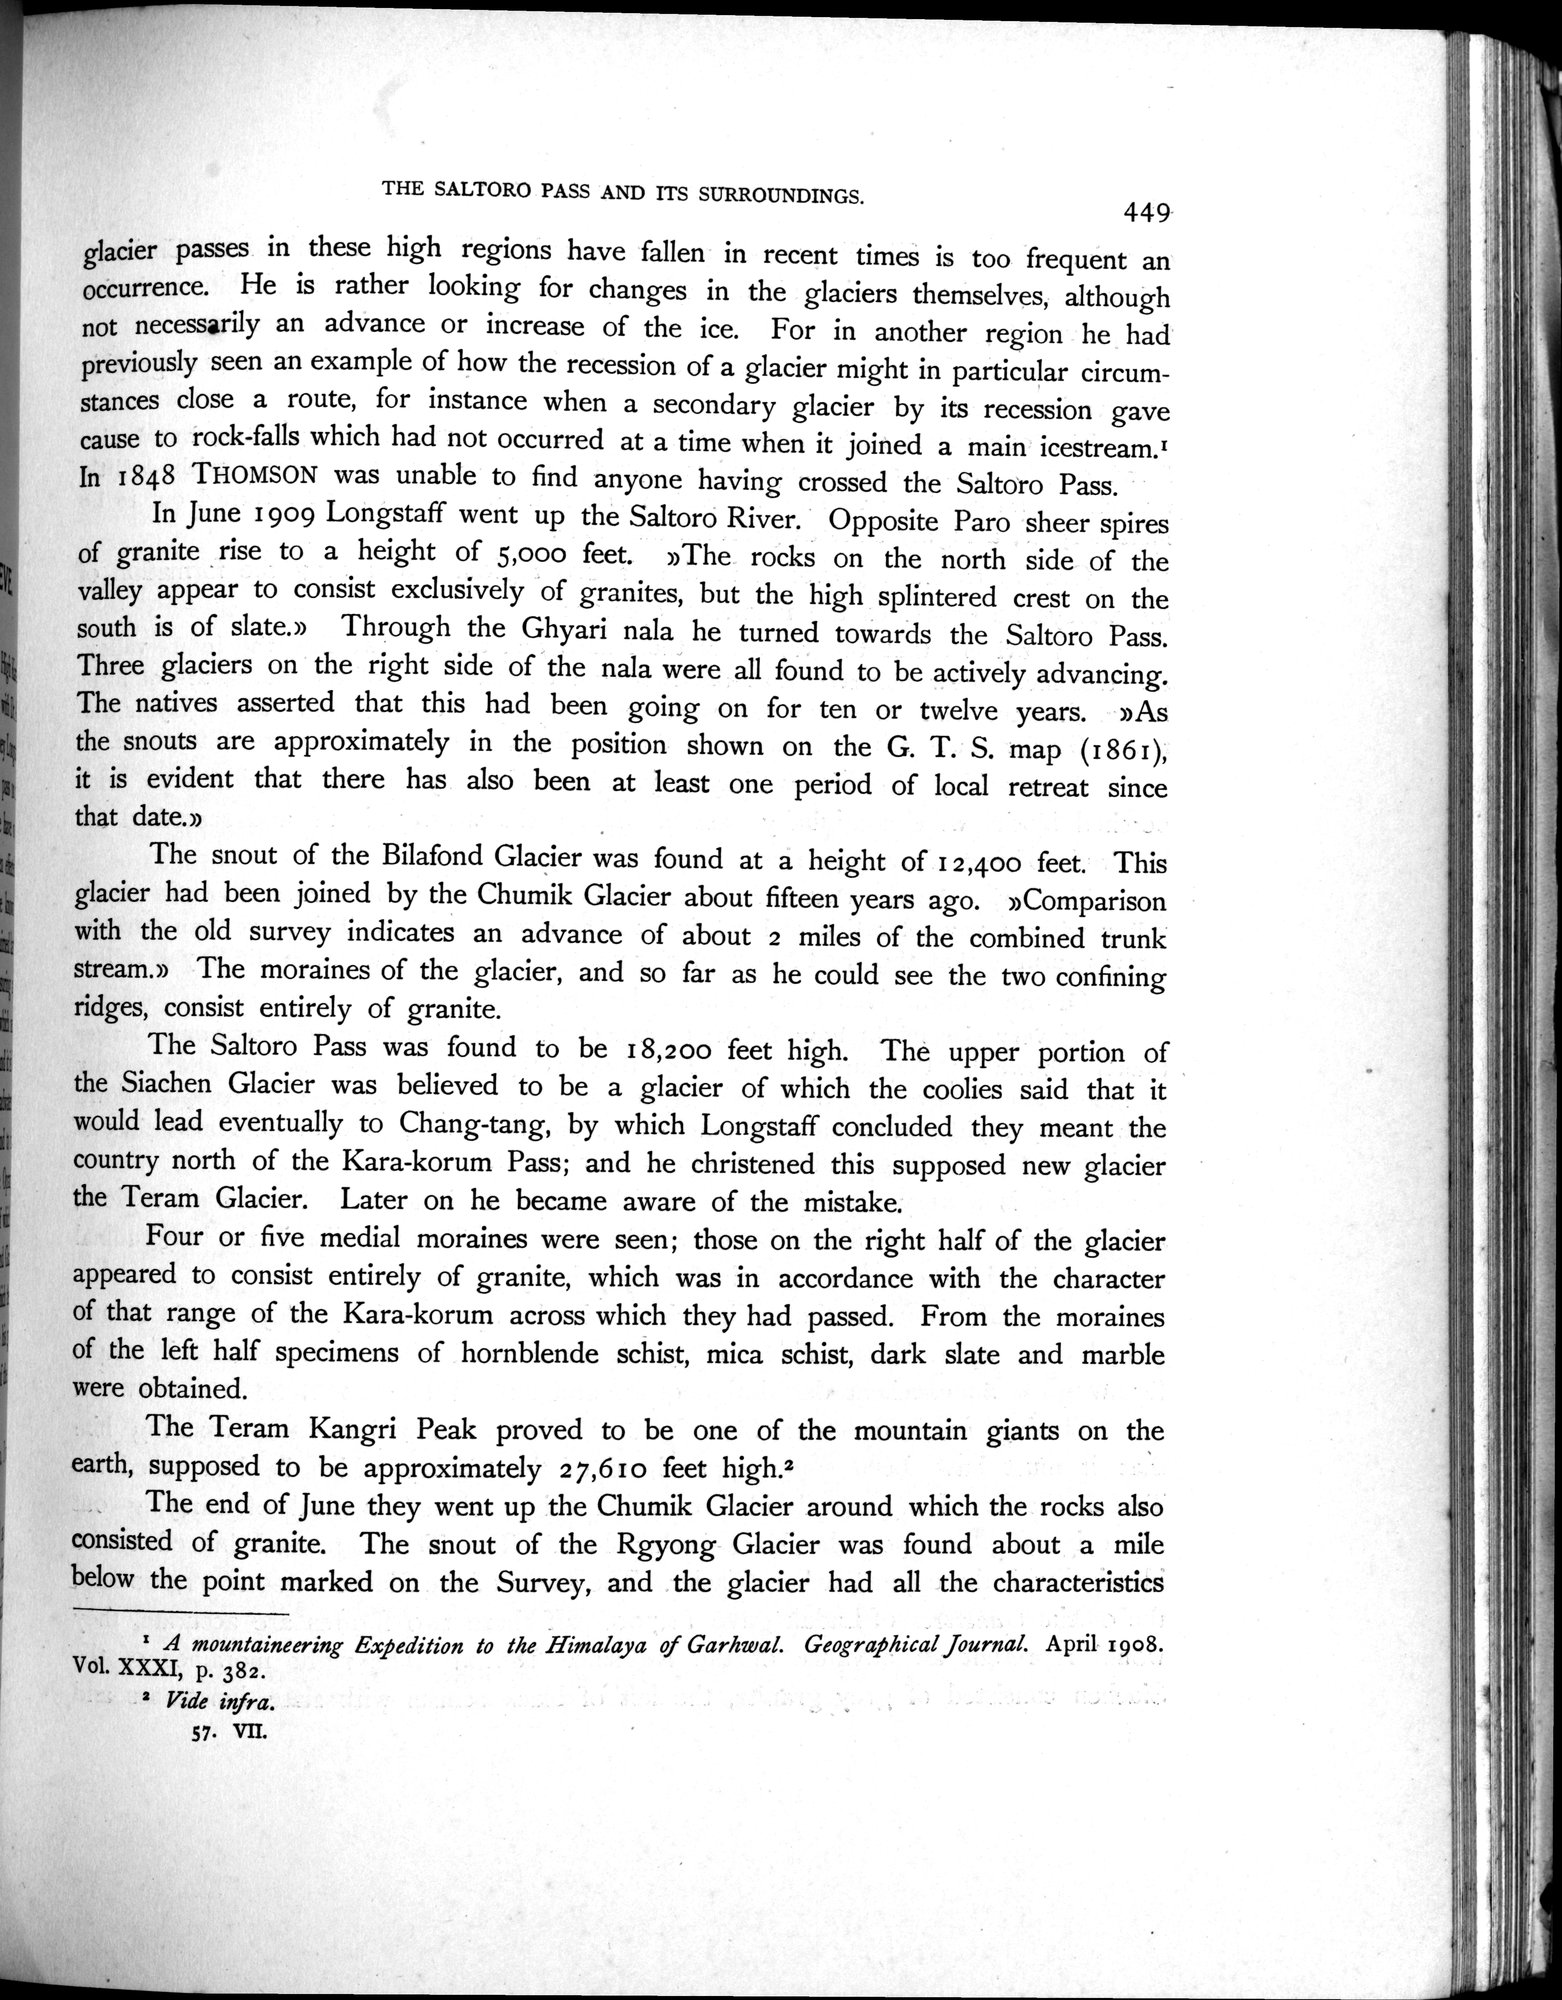 THE SALTORO PASS AND ITS SURROUNDINGS.
449
glacier passes in these high regions have fallen in recent times is too frequent an
occurrence. He is rather looking for changes in the glaciers themselves, although
not necessarily an advance or increase of the ice. For in another region he had
previously seen an example of how the recession of a glacier might in particular circum-
stances close a route, for instance when a secondary glacier by its recession gave
cause to rock-falls which had not occurred at a time when it joined a main icestream.¹
In 1848 THOMSON was unable to find anyone having crossed the Saltoro Pass.
In June 1909 Longstaff went up the Saltoro River. Opposite Paro sheer spires
of granite rise to a height of 5,000 feet. »The rocks on the north side of the
valley appear to consist exclusively of granites, but the high splintered crest on the
south is of slate.» Through the Ghyari nala he turned towards the Saltoro Pass.
Three glaciers on the right side of the nala were all found to be actively advancing.
The natives asserted that this had been going on for ten or twelve years. »As
the snouts are approximately in the position shown on the G. T. S. map (1861),
it is evident that there has also been at least one period of local retreat since
that date.»
The snout of the Bilafond Glacier was found at a height of 12,400 feet. This
glacier had been joined by the Chumik Glacier about fifteen years ago. »Comparison
with the old survey indicates an advance of about 2 miles of the combined trunk
stream.» The moraines of the glacier, and so far as he could see the two confining
ridges, consist entirely of granite.
The Saltoro Pass was found to be 18,200 feet high. The upper portion of
the Siachen Glacier was believed to be a glacier of which the coolies said that it
would lead eventually to Chang-tang, by which Longstaff concluded they meant the
country north of the Kara-korum Pass; and he christened this supposed new glacier
the Teram Glacier. Later on he became aware of the mistake.
Four or five medial moraines were seen; those on the right half of the glacier
appeared to consist entirely of granite, which was in accordance with the character
of that range of the Kara-korum across which they had passed. From the moraines
of the left half specimens of hornblende schist, mica schist, dark slate and marble
were obtained.
The Teram Kangri Peak proved to be one of the mountain giants on the
earth, supposed to be approximately 27,610 feet high.²
The end of June they went up the Chumik Glacier around which the rocks also
consisted of granite. The snout of the Rgyong Glacier was found about a mile
below the point marked on the Survey, and the glacier had all the characteristics
¹ A mountaineering Expedition to the Himalaya of Garhwal. Geographical Journal. April 1908.
Vol. XXXI, p. 382.
² Vide infra.
57. VII.